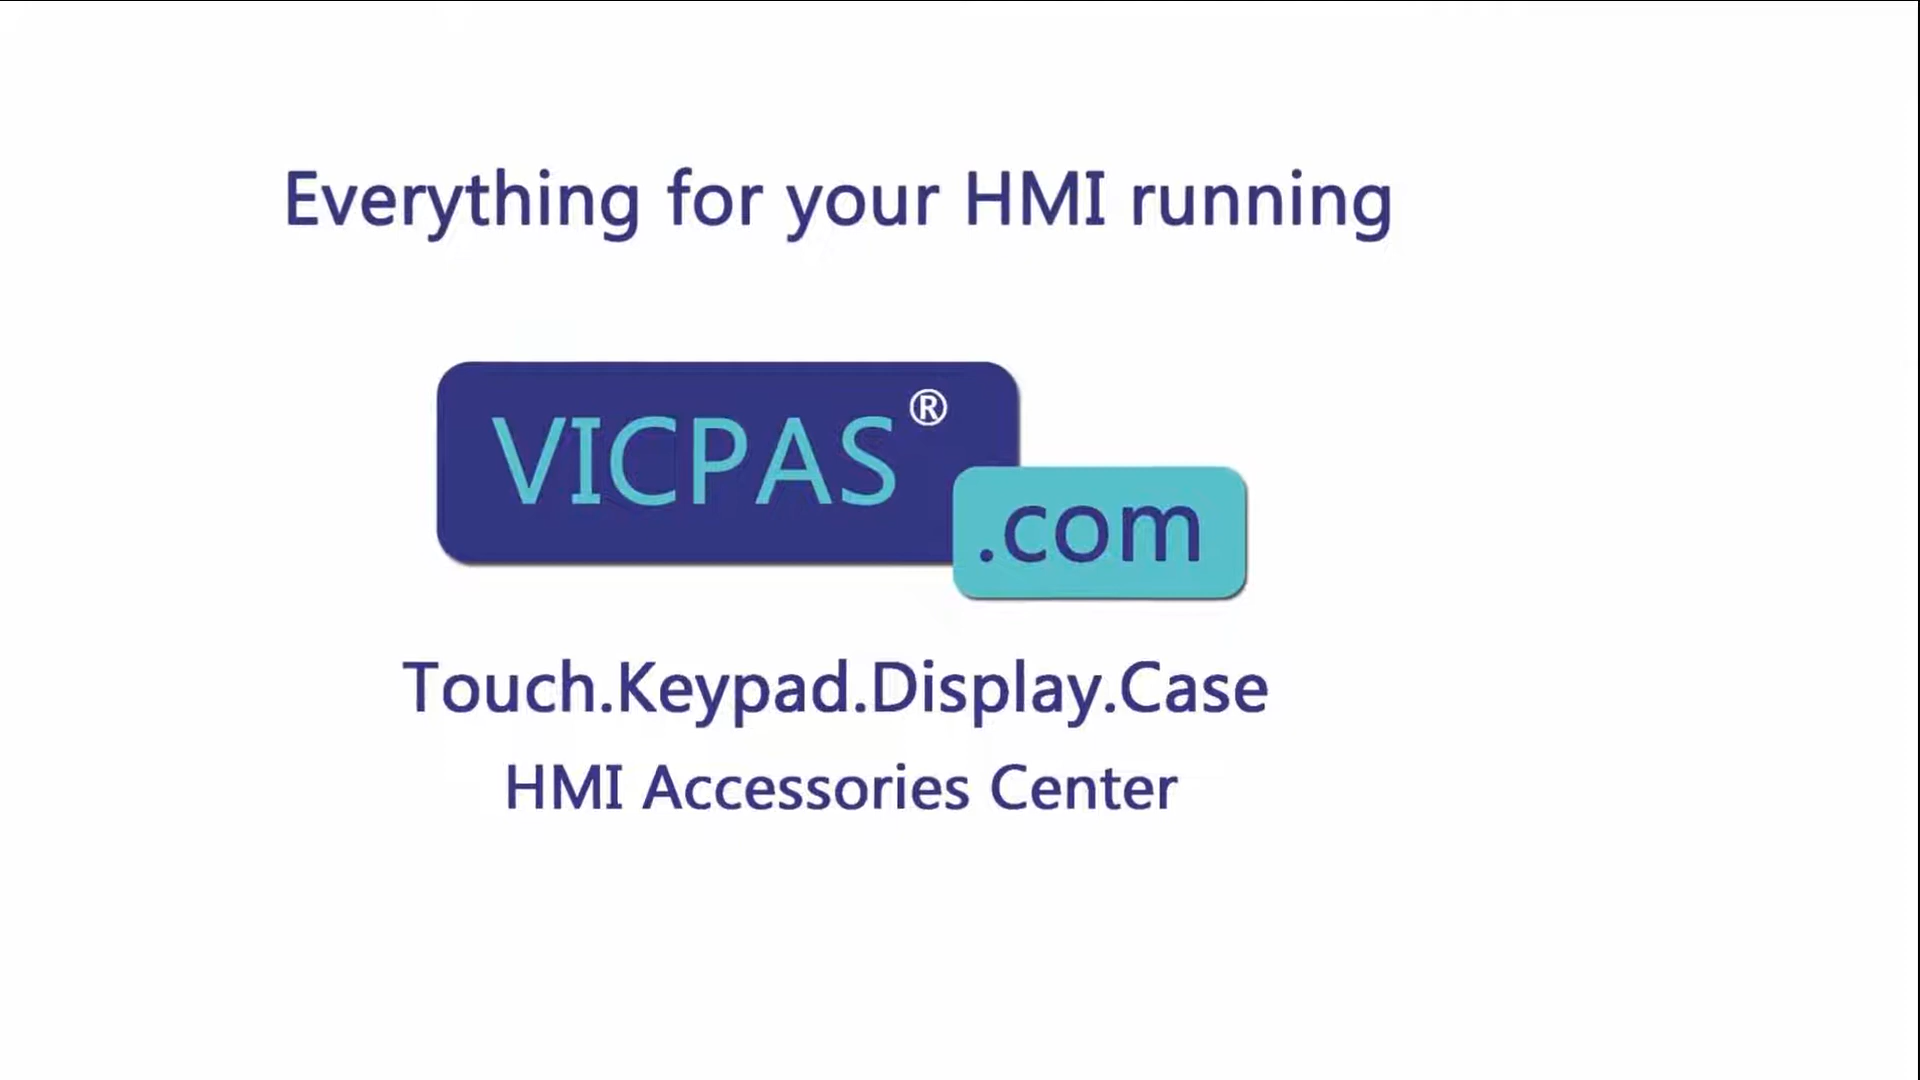 Everything for your HMI running
VICPAS®
.com
Touch.Keypad.Display.Case
HMI Accessories Center